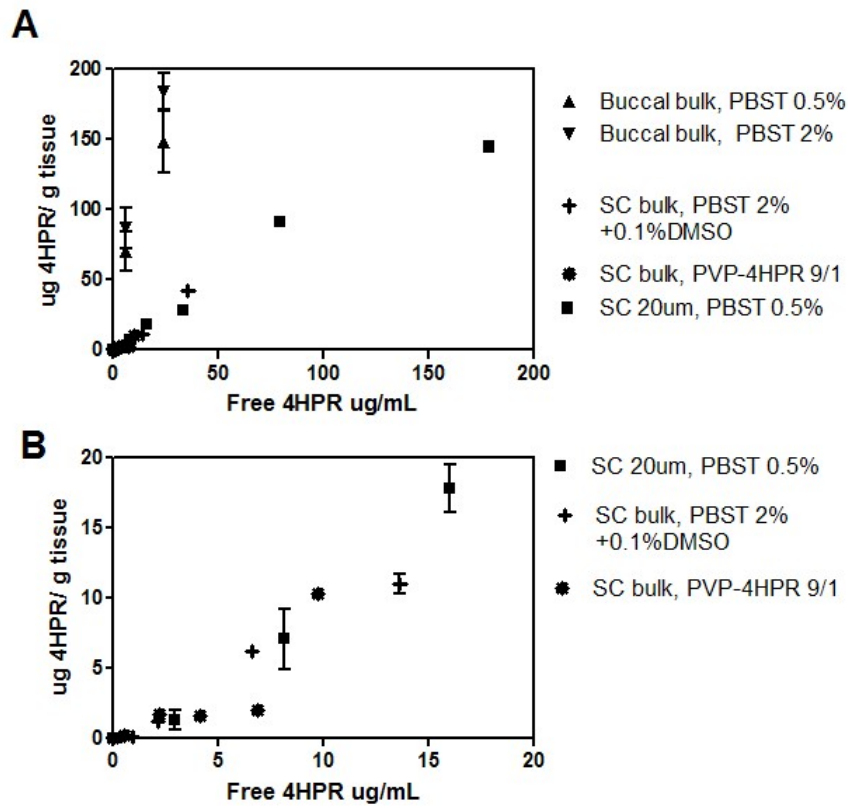 A
200
150
100
50
0
ug 4HPR/ g tissue
0 50 100 150 200
Free 4HPR ug/mL
Buccal bulk, PBST 0.5%
Buccal bulk, PBST 2%
SC bulk, PBST 2%
+0.1%DMSO
SC bulk, PVP-4HPR 9/1
SC 20um, PBST 0.5%
B
20
15
10
5
0
ug 4HPR/ g tissue
0 5 10 15 20
Free 4HPR ug/mL
SC 20um, PBST 0.5%
SC bulk, PBST 2%
+0.1%DMSO
SC bulk, PVP-4HPR 9/1